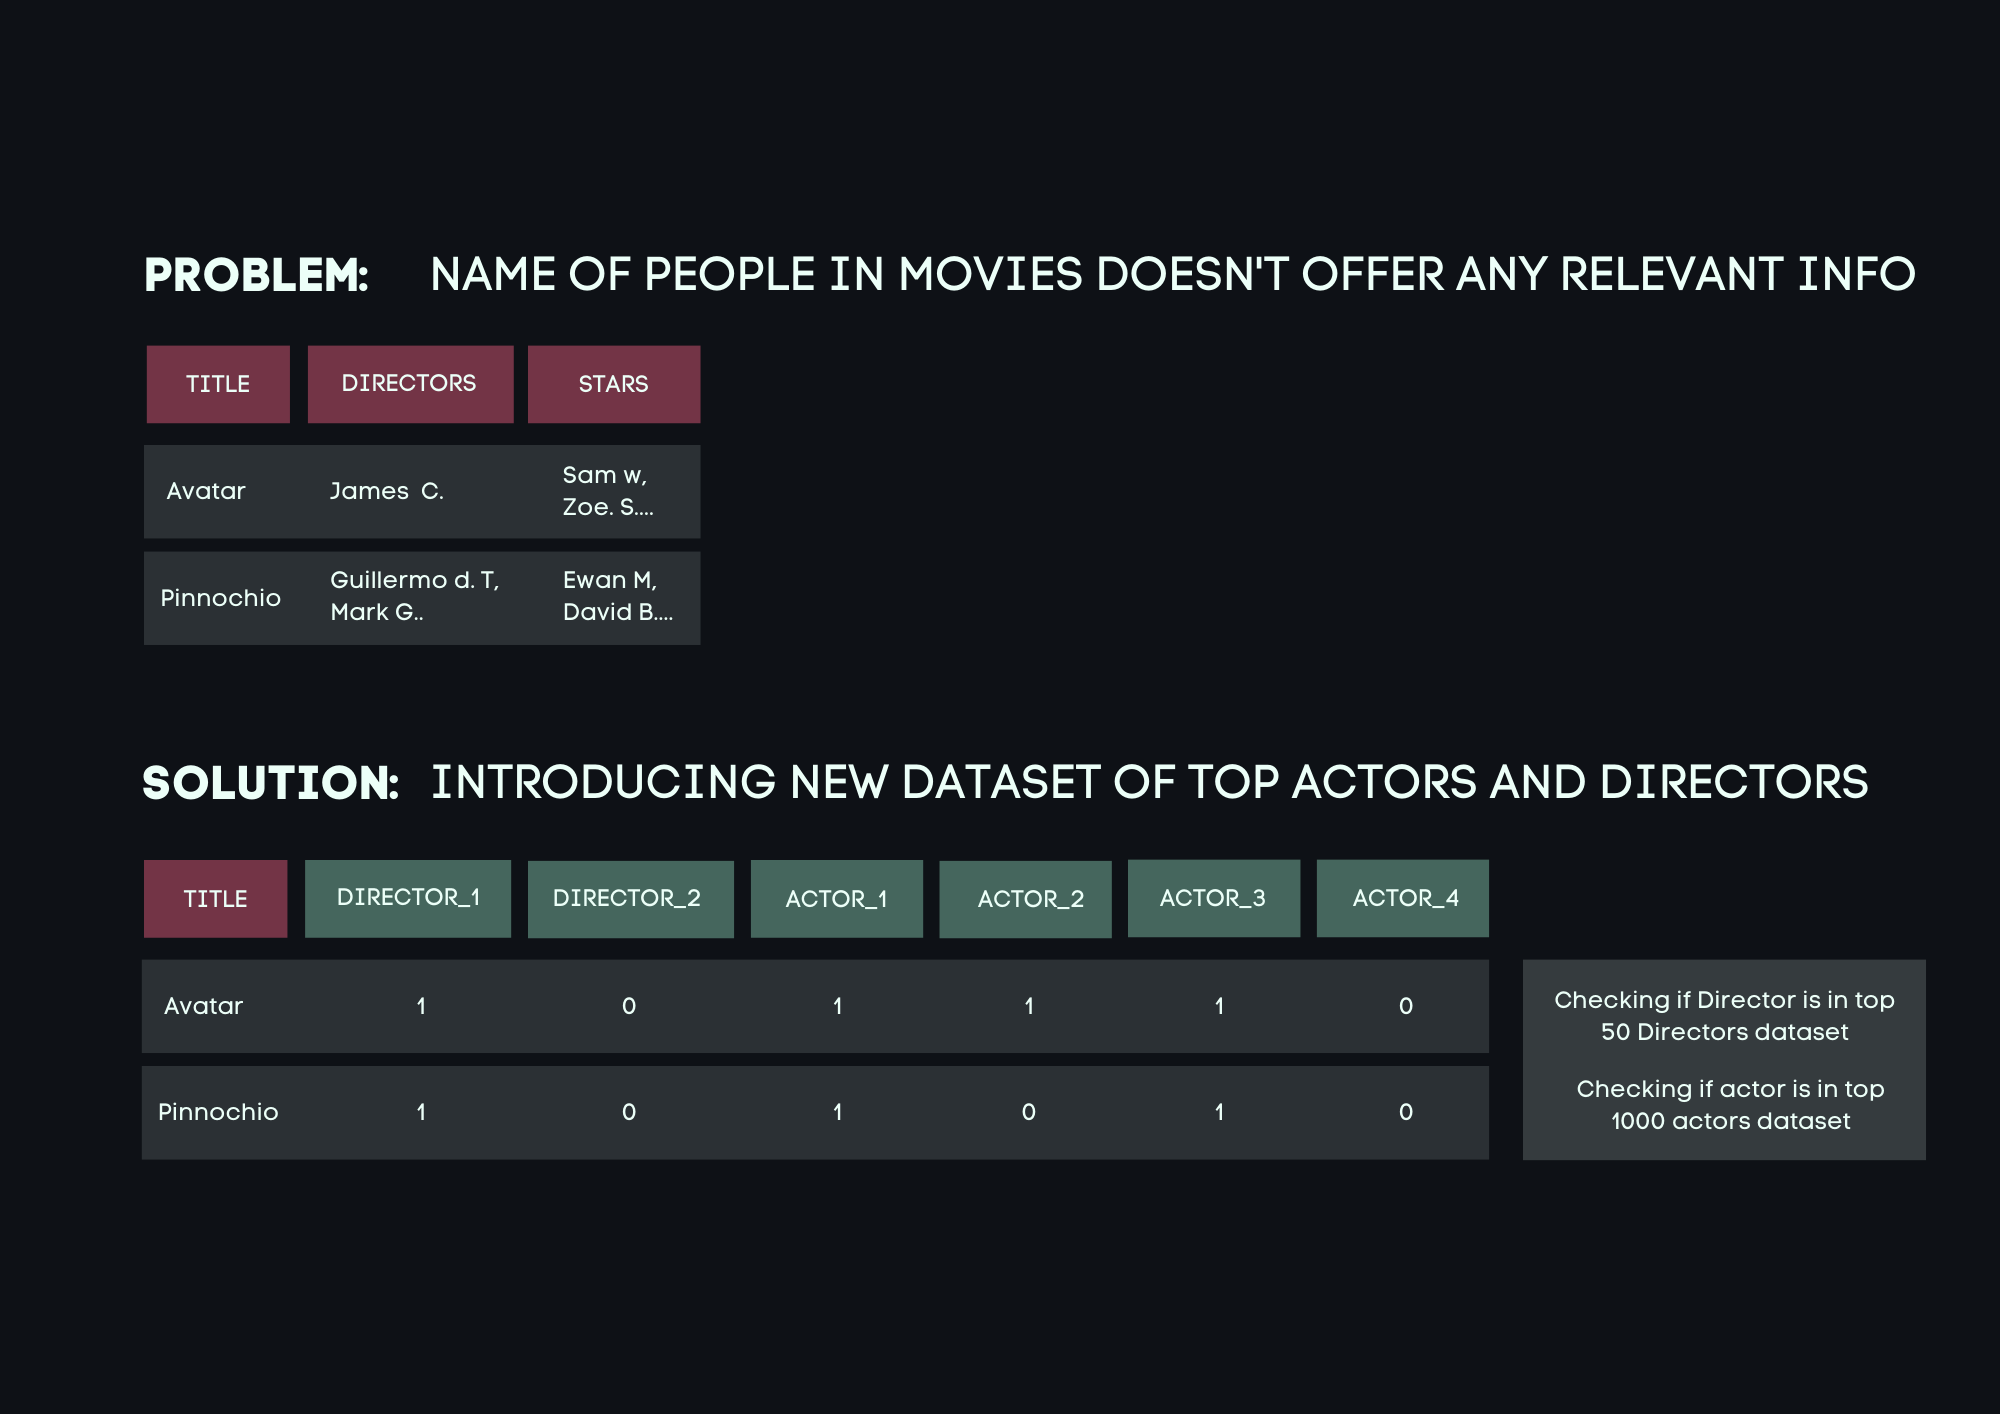 PROBLEM: NAME OF PEOPLE IN MOVIES DOESN'T OFFER ANY RELEVANT INFO
TITLE DIRECTORS STARS
Avatar James C. Sam w,
Zoe. S....
Pinnochio Guillermo d. T, Ewan M,
Mark G.. David B....
SOLUTION: INTRODUCING NEW DATASET OF TOP ACTORS AND DIRECTORS
TITLE DIRECTOR_1 DIRECTOR_2 ACTOR_1 ACTOR_2 ACTOR_3 ACTOR_4
Avatar 1 0 1 1 1 0
Pinnochio 1 0 1 0 1 0
Checking if Director is in top
50 Directors dataset
Checking if actor is in top
1000 actors dataset